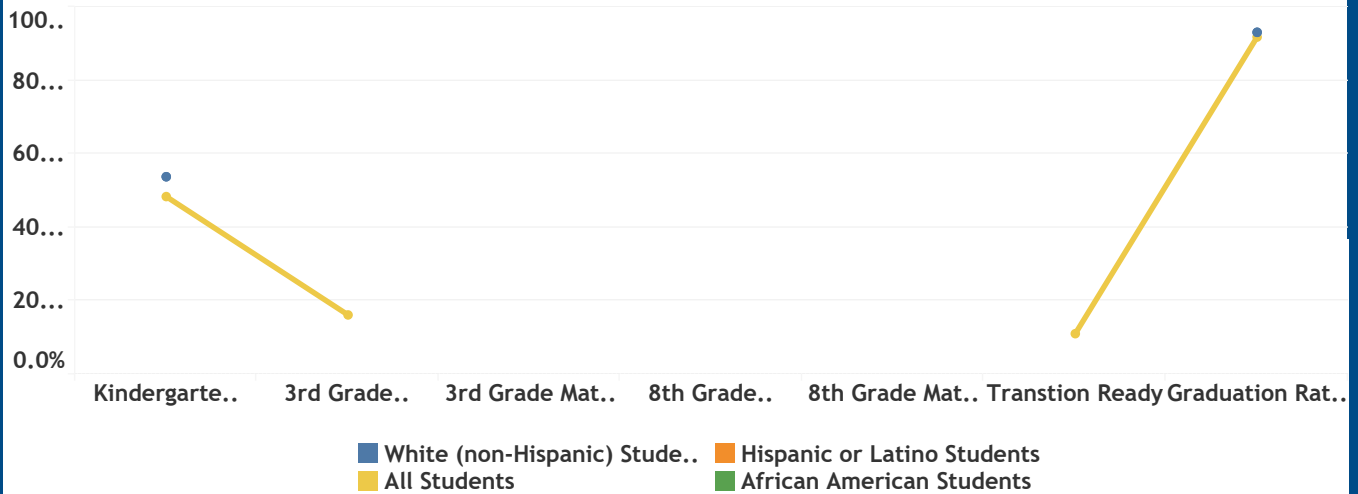 100..
80...
60...
40...
20...
0.0%
Kindergarte.. 3rd Grade.. 3rd Grade Mat.. 8th Grade.. 8th Grade Mat.. Transtion Ready Graduation Rat..
White (non-Hispanic) Stude.. Hispanic or Latino Students
All Students African American Students